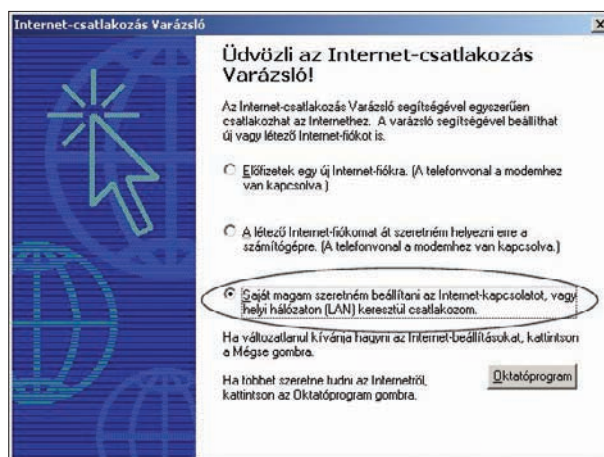 Internet-csatlakozás Varázsló
Üdvözli az Internet-csatlakozás
Varázsló!
Az Internet-csatlakozás Varázsló segítségével egyszerűen
csatlakozhat az Internethez. A varázsló segítségével beállíthat
új vagy létező Internet-fiókot is.
Előfizetek egy új Internet-fiókra. (A telefonvonal a modemhez
van kapcsolva.)
A létező Internet-fiókomat át szeretném helyezni erre a
számítógépre. (A telefonvonal a modemhez van kapcsolva.)
Saját magam szeretném beállítani az Internet-kapcsolatot, vagy
helyi hálózaton (LAN) keresztül csatlakozom.
Ha változatlanul kívánja hagyni az Internet-beállításokat, kattintson
a Mégse gombra.
Ha többet szeretne tudni az Internetről,
kattintson az Oktatóprogram gombra.
Oktatóprogram